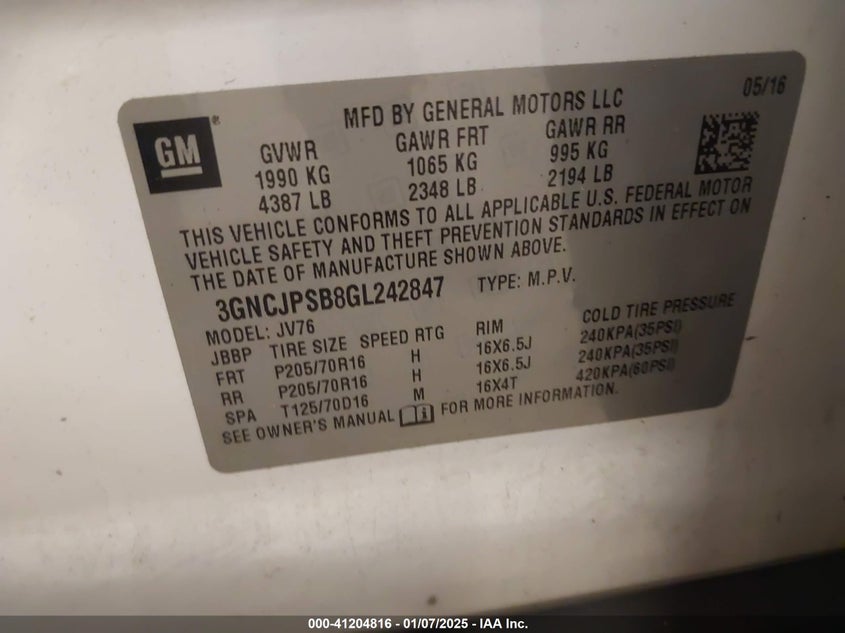 05/16
MFD BY GENERAL MOTORS LLC
GM®
GVWR GAWR FRT GAWR RR
1990 KG 1065 KG 995 KG
4387 LB 2348 LB 2194 LB
THIS VEHICLE CONFORMS TO ALL APPLICABLE U.S. FEDERAL MOTOR
VEHICLE SAFETY AND THEFT PREVENTION STANDARDS IN EFFECT ON
THE DATE OF MANUFACTURE SHOWN ABOVE.
3GNCJPSB8GL242847 TYPE: M.P.V.
MODEL: JV76
JBBP TIRE SIZE SPEED RTG RIM COLD TIRE PRESSURE
FRT P205/70R16 H 16X6.5J 240KPA(35PSI)
RR P205/70R16 H 16X6.5J 240KPA(35PSI)
SPA T125/70D16 M 16X4T 420KPA(60PSI)
SEE OWNER'S MANUAL FOR MORE INFORMATION.
000-41204816 - 01/07/2025 - IAA Inc.